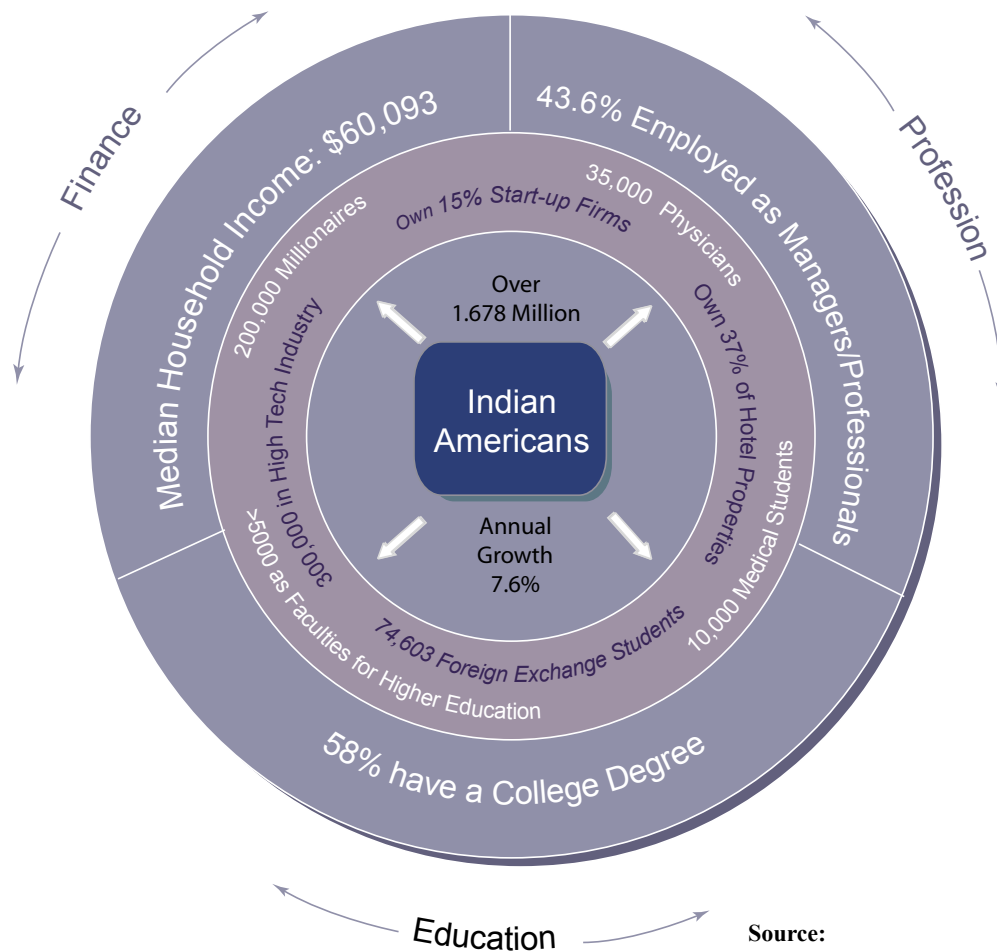 Finance
Profession
Median Household Income: $60,093
43.6% Employed as Managers/Professionals
200,000 Millionaires
Own 15% Start-up Firms
35,000 Physicians
Own 37% of Hotel Properties
300,000 in High Tech Industry
Over
1.678 Million
Indian
Americans
Annual
Growth
7.6%
>5000 as Faculties for Higher Education
74,603 Foreign Exchange Students
10,000 Medical Students
58% have a College Degree
Education
Source: